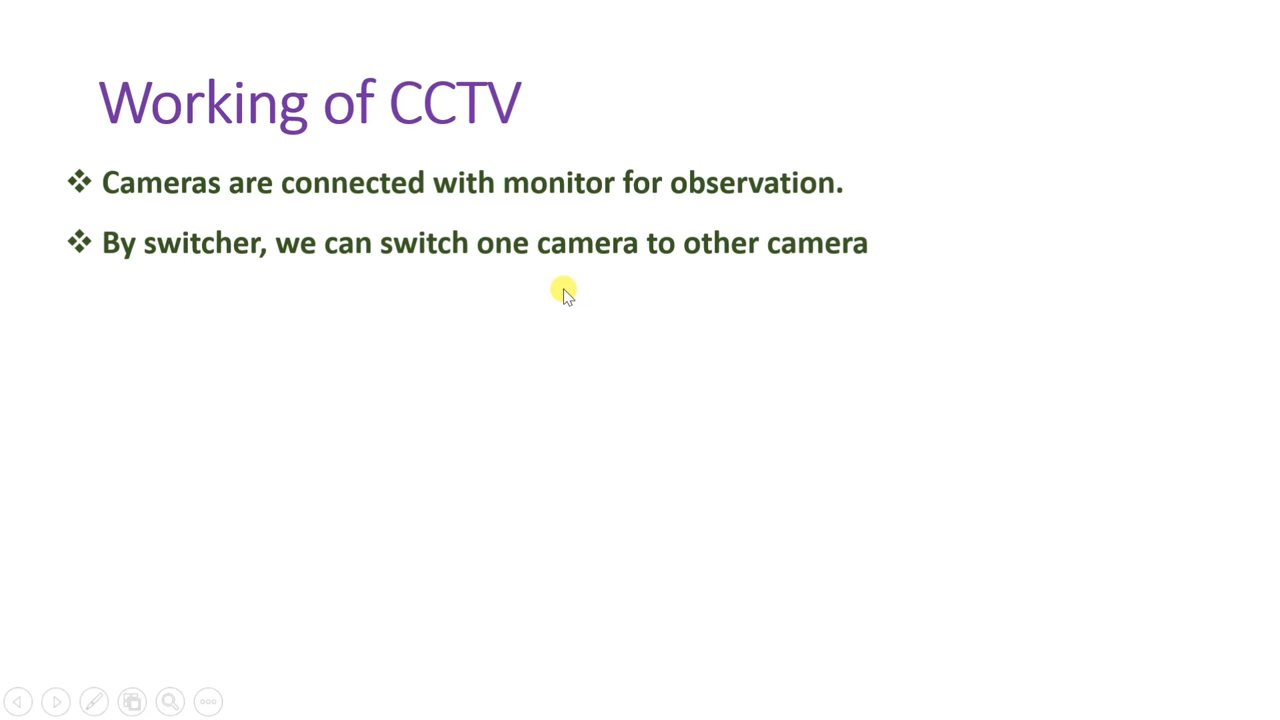 Working of CCTV
❖ Cameras are connected with monitor for observation.
❖ By switcher, we can switch one camera to other camera